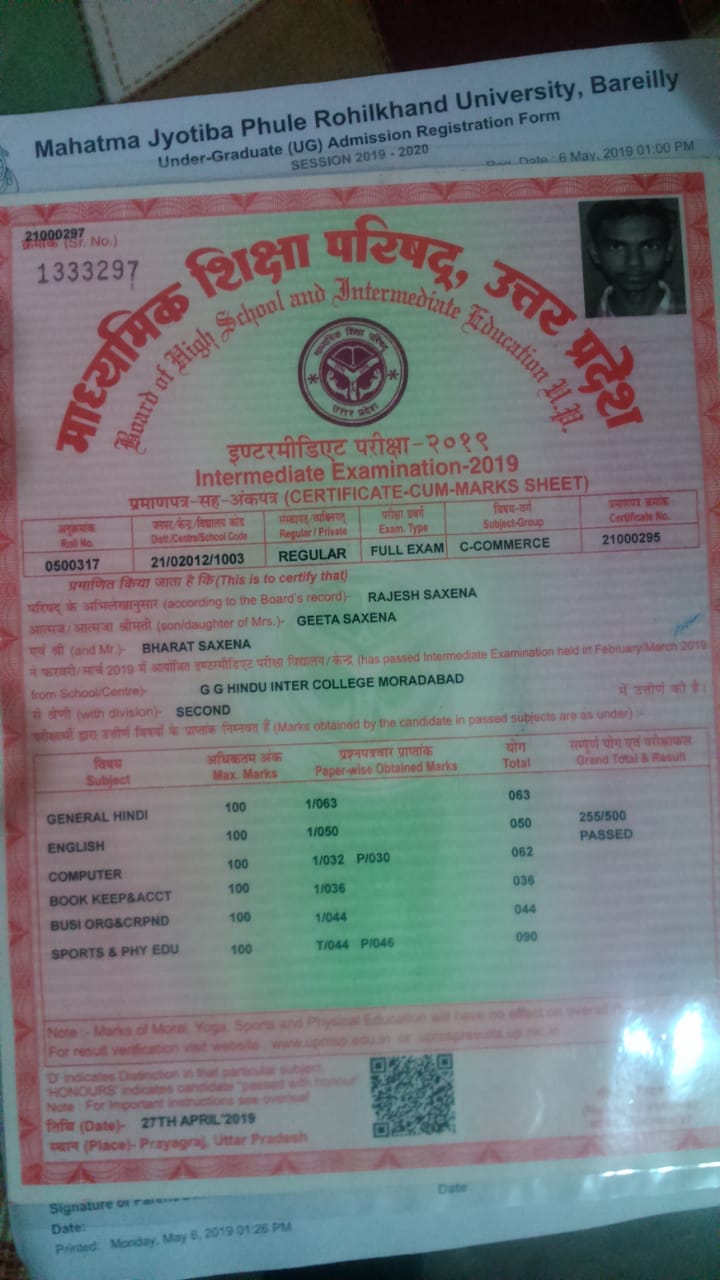 Mahatma Jyotiba Phule Rohilkhand University, Bareilly
Under-Graduate (UG) Admission Registration Form
SESSION 2019 - 2020
Reg. Date : 6 May, 2019 01:00 PM
21000297
क्रमांक (Sr. No.)
1333297
माध्यमिक शिक्षा परिषद्, उत्तर प्रदेश
Board of High School and Intermediate Education U.P.
माध्यमिक शिक्षा परिषद्
उत्तर प्रदेश
इण्टरमीडिएट परीक्षा-२०१९
Intermediate Examination-2019
प्रमाणपत्र-सह-अंकपत्र (CERTIFICATE-CUM-MARKS SHEET)
अनुक्रमांक जनपद/केन्द्र/विद्यालय कोड संस्थागत/व्यक्तिगत् परीक्षा प्रवर्ग विषय-वर्ग प्रमाणपत्र क्रमांक
Roll No. Distt/Centre/School Code Regular / Private Exam. Type Subject-Group Certificate No.
0500317 21/02012/1003 REGULAR FULL EXAM C-COMMERCE 21000295
प्रमाणित किया जाता है कि (This is to certify that)
परिषद् के अभिलेखानुसार (according to the Board's record)- RAJESH SAXENA
आत्मज/आत्मजा श्रीमती (son/daughter of Mrs.)- GEETA SAXENA
एवं श्री (and Mr.)- BHARAT SAXENA
ने फरवरी/मार्च 2019 में आयोजित इण्टरमीडिएट परीक्षा विद्यालय/केन्द्र (has passed Intermediate Examination held in February/March 2019
from School/Centre)- G G HINDU INTER COLLEGE MORADABAD में उत्तीर्ण की है।
से श्रेणी (with division)- SECOND
परीक्षार्थी द्वारा उत्तीर्ण विषयों के प्राप्तांक निम्नवत हैं (Marks obtained by the candidate in passed subjects are as under) :-
विषय अधिकतम अंक प्रश्नपत्रवार प्राप्तांक योग सम्पूर्ण योग एवं परीक्षाफल
Subject Max. Marks Paper-wise Obtained Marks Total Grand Total & Result
GENERAL HINDI 100 1/063 063 255/500
ENGLISH 100 1/050 050 PASSED
COMPUTER 100 1/032 P/030 062
BOOK KEEP&ACCT 100 1/036 036
BUSI ORG&CRPND 100 1/044 044
SPORTS & PHY EDU 100 T/044 P/046 090
Note :- Marks of Moral, Yoga, Sports and Physical Education will have no effect on overall
For result verification visit website : www.upmsp.edu.in or upmspresults.up.nic.in
'D' Indicates Distinction in that particular subject.
'HONOURS' indicates candidate "passed with honour"
Note : For Important instructions see overleaf
तिथि (Date)- 27TH APRIL'2019
स्थान (Place)- Prayagraj, Uttar Pradesh
Signature of
Date
Date:
Printed: Monday, May 6, 2019 01:26 PM